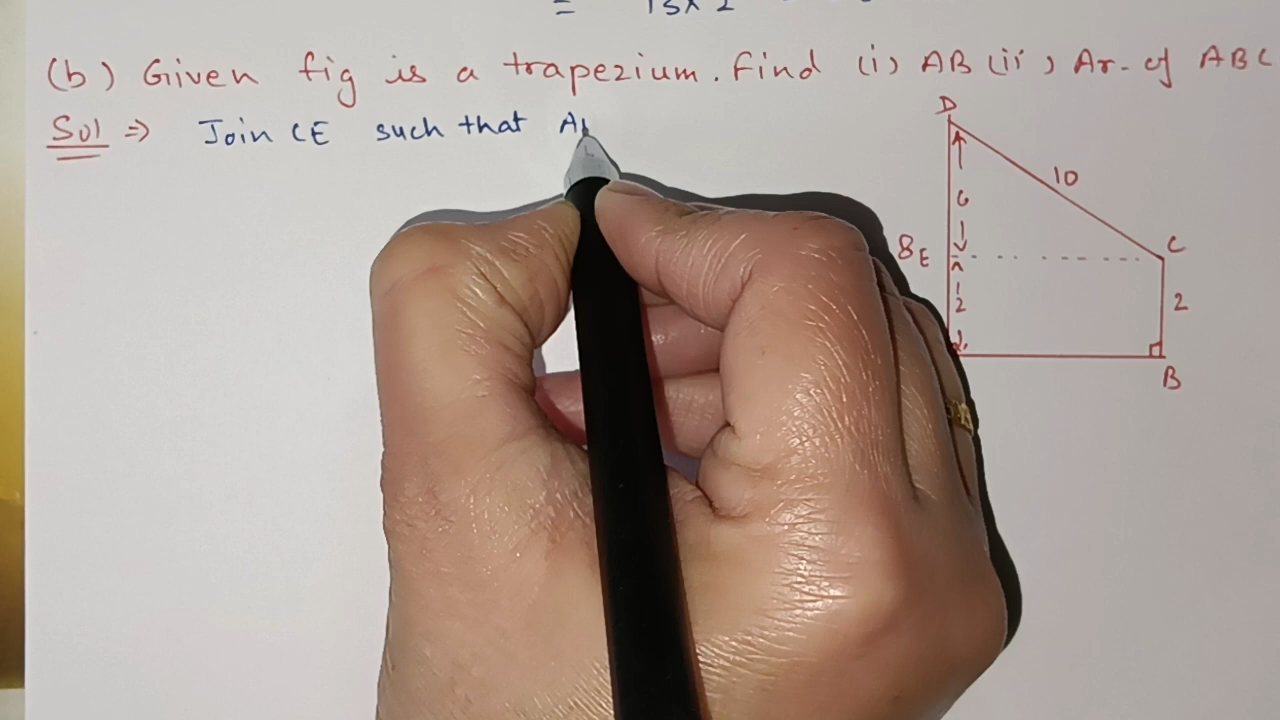 = 15x2
(b) Given fig is a trapezium. Find (i) AB (ii) Ar. of ABC
Sol ⇒ Join CE such that
D
10
6
8
E
C
2
2
B